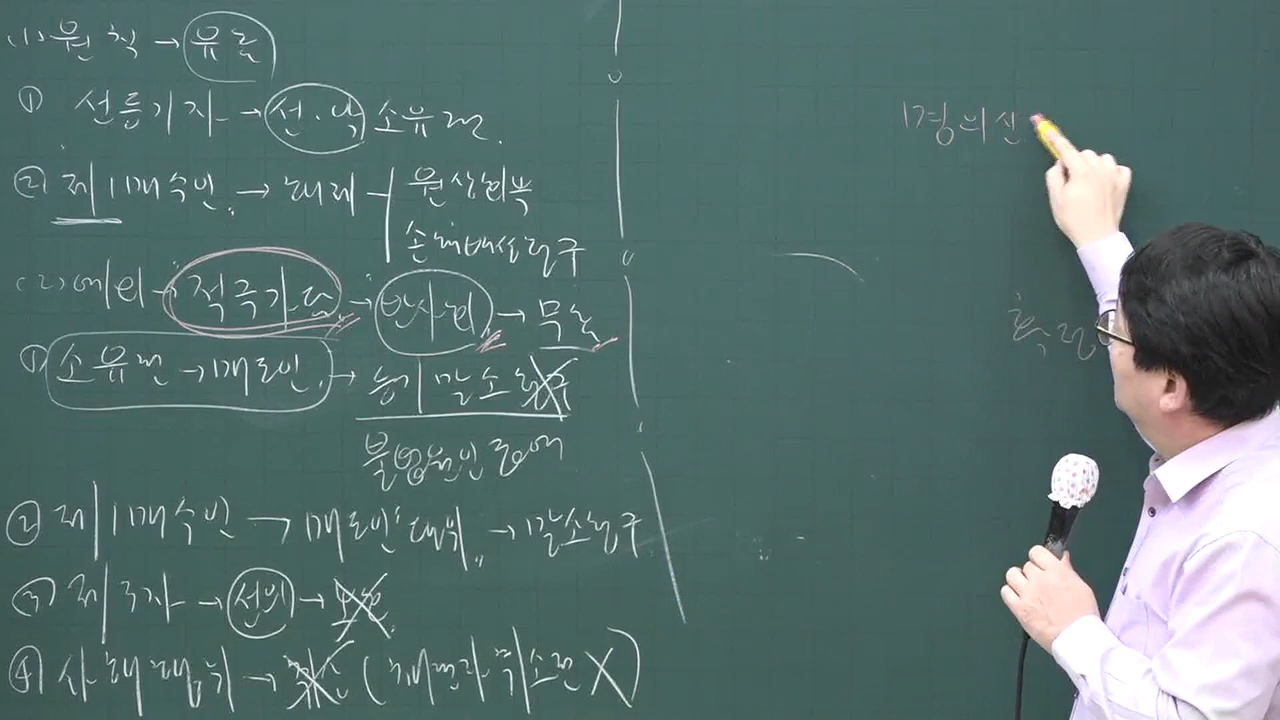 (1) 원칙 → 유효
① 선등기자 → 선·악 소유권.
② 제1매수인. → 해제 원상회복
손해배상청구
(2) 예외 → 적극가담 → 반사회. → 무효
① 소유권 → 매도인. → 등기말소청구
불법원인급여
② 제1매수인 → 매도인 대위. → 말소청구
③ 제3자 → 선의 → 보호.
④ 사해행위 → 취소 (채권자취소권 X)
1경의신
확정